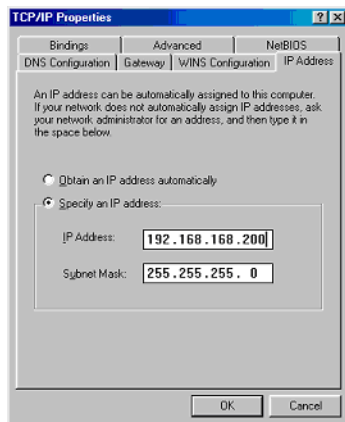 TCP/IP Properties ? ×
Bindings Advanced NetBIOS
DNS Configuration Gateway WINS Configuration IP Address
An IP address can be automatically assigned to this computer.
If your network does not automatically assign IP addresses, ask
your network administrator for an address, and then type it in
the space below.
Obtain an IP address automatically
Specify an IP address:
IP Address: 192.168.168.200
Subnet Mask: 255.255.255. 0
OK Cancel